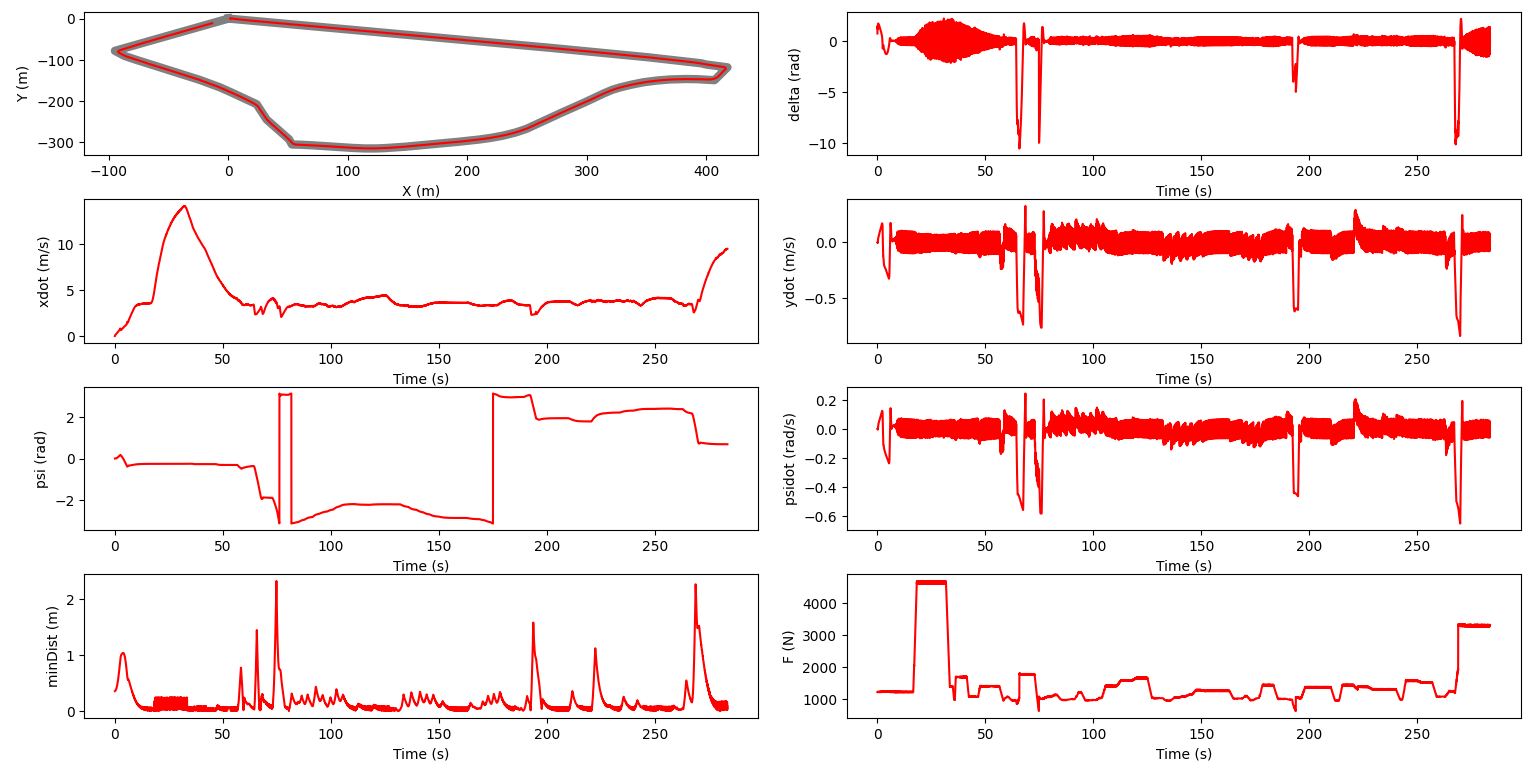 0
−100
−200
−300
Y (m)
−100 0 100 200 300 400
X (m)
0
−5
−10
delta (rad)
0 50 100 150 200 250
Time (s)
10
5
0
xdot (m/s)
0 50 100 150 200 250
Time (s)
0.0
−0.5
ydot (m/s)
0 50 100 150 200 250
Time (s)
2
0
−2
psi (rad)
0 50 100 150 200 250
Time (s)
0.2
0.0
−0.2
−0.4
−0.6
psidot (rad/s)
0 50 100 150 200 250
Time (s)
2
1
0
minDist (m)
0 50 100 150 200 250
Time (s)
4000
3000
2000
1000
F (N)
0 50 100 150 200 250
Time (s)